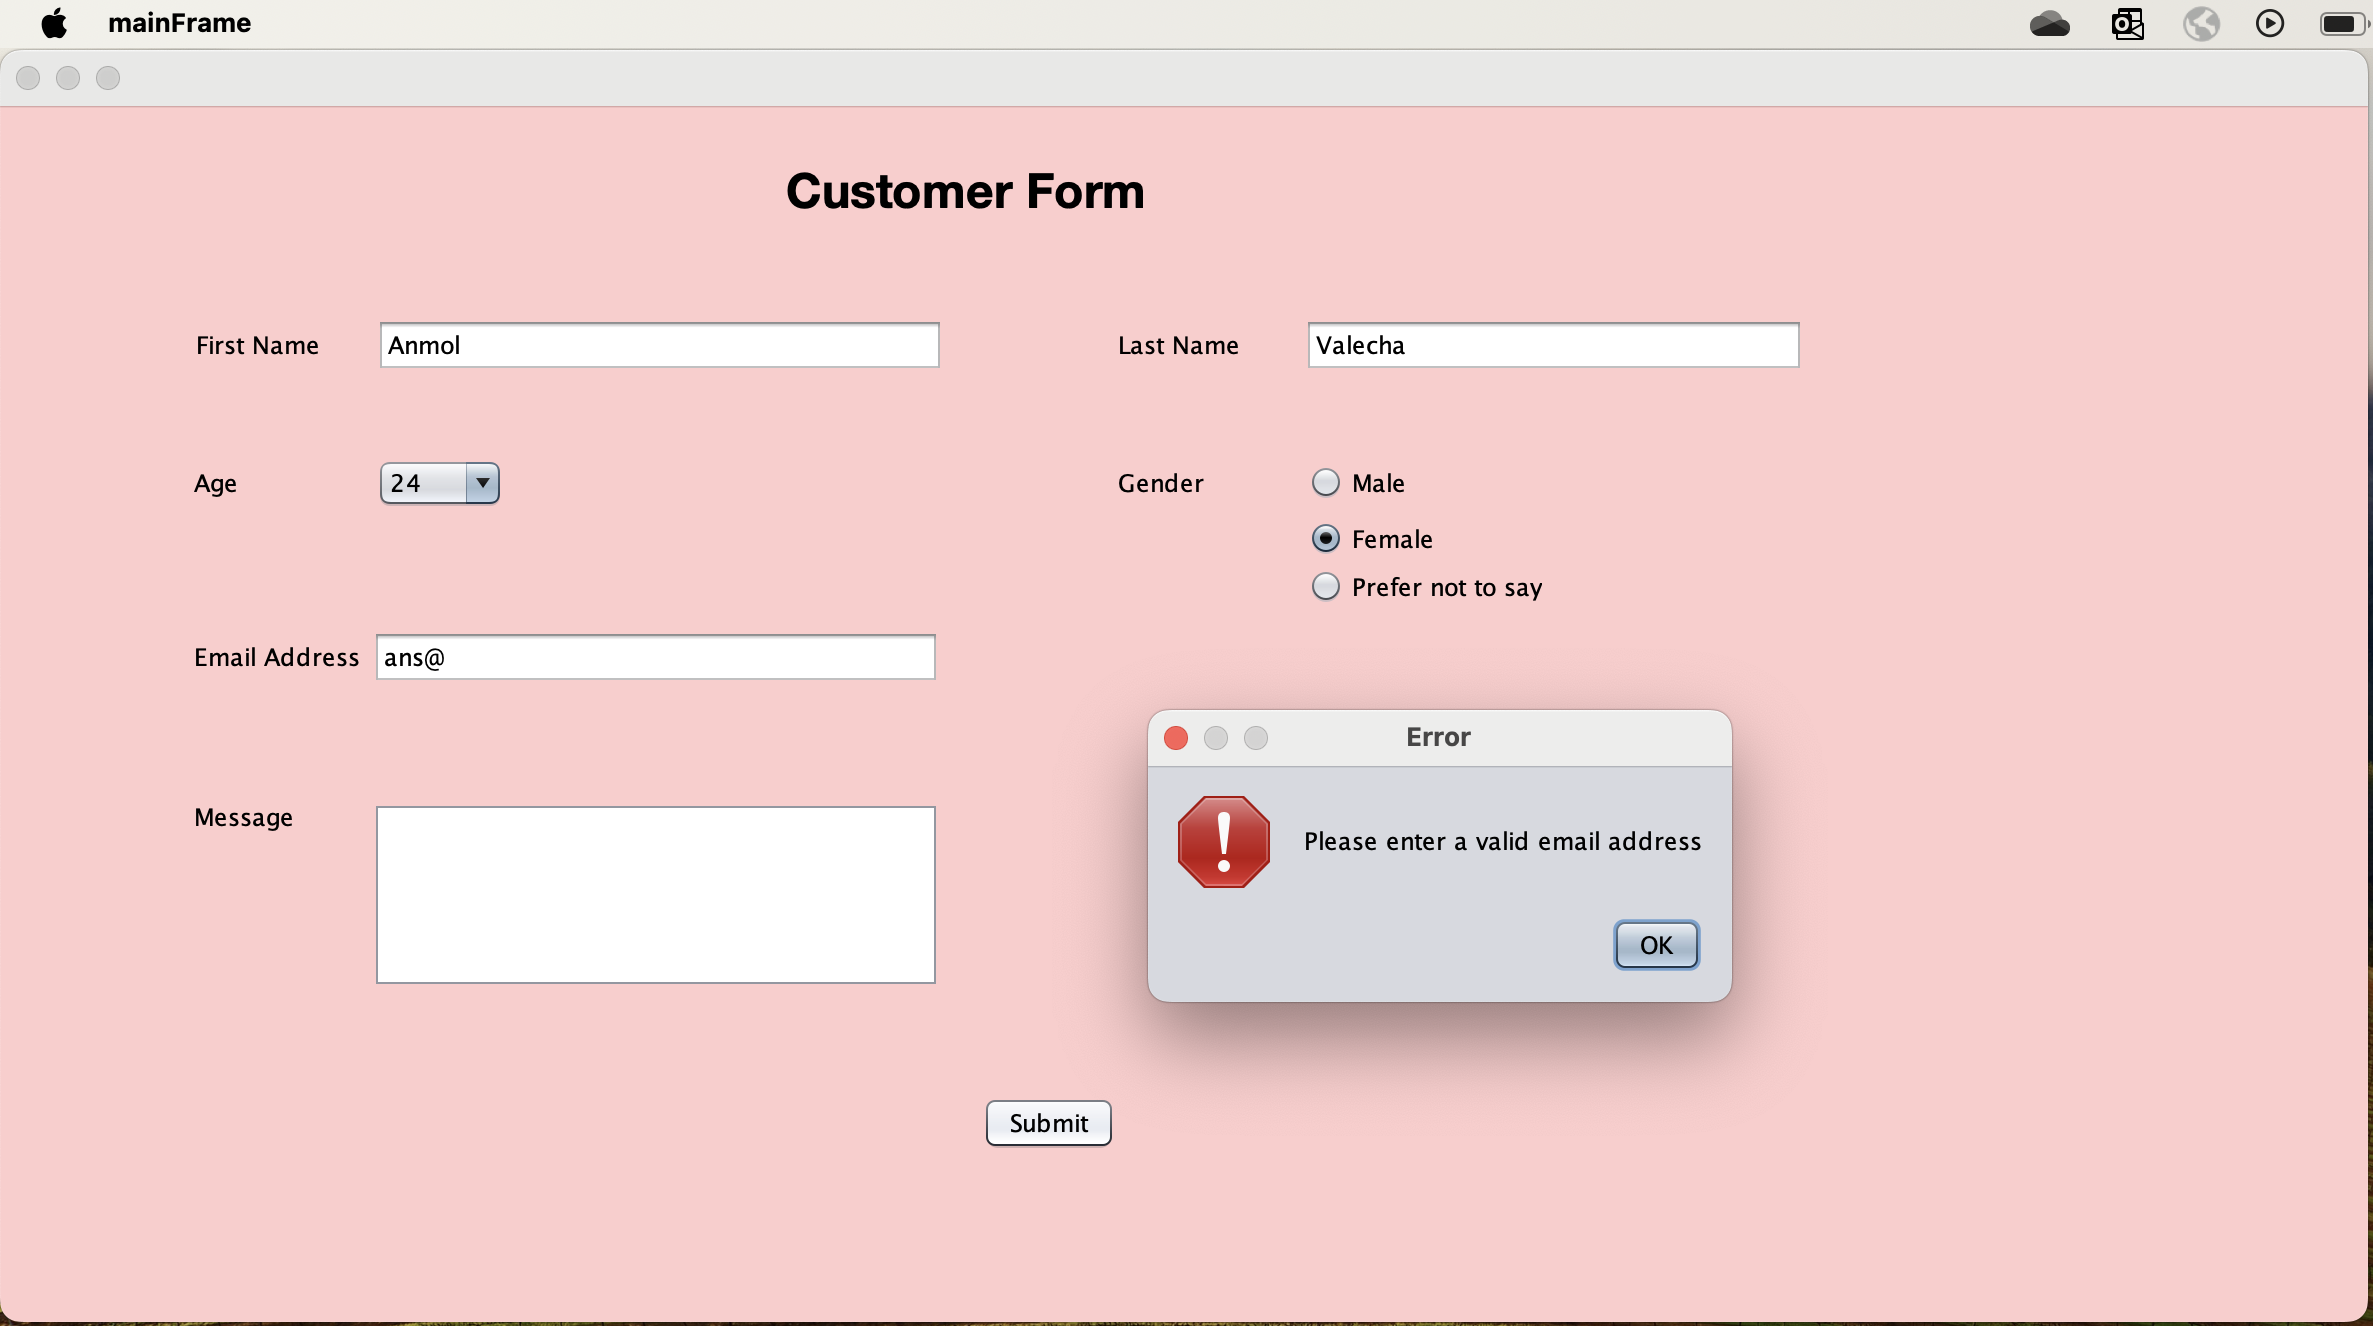 mainFrame
Customer Form
First Name Anmol Last Name Valecha
Age 24 Gender Male
Female
Prefer not to say
Email Address ans@
Error
Message
Please enter a valid email address
OK
Submit